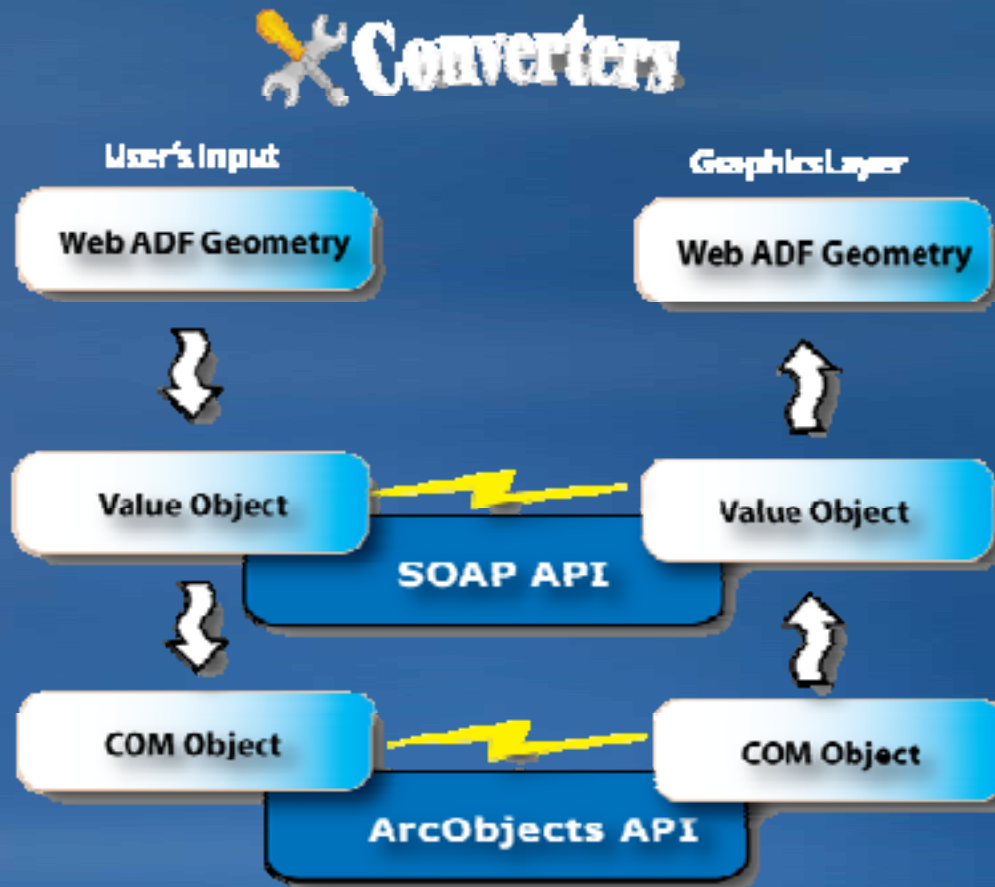 Converters
User's Input
Graphics Layer
Web ADF Geometry
Web ADF Geometry
Value Object
Value Object
SOAP API
COM Object
COM Object
ArcObjects API